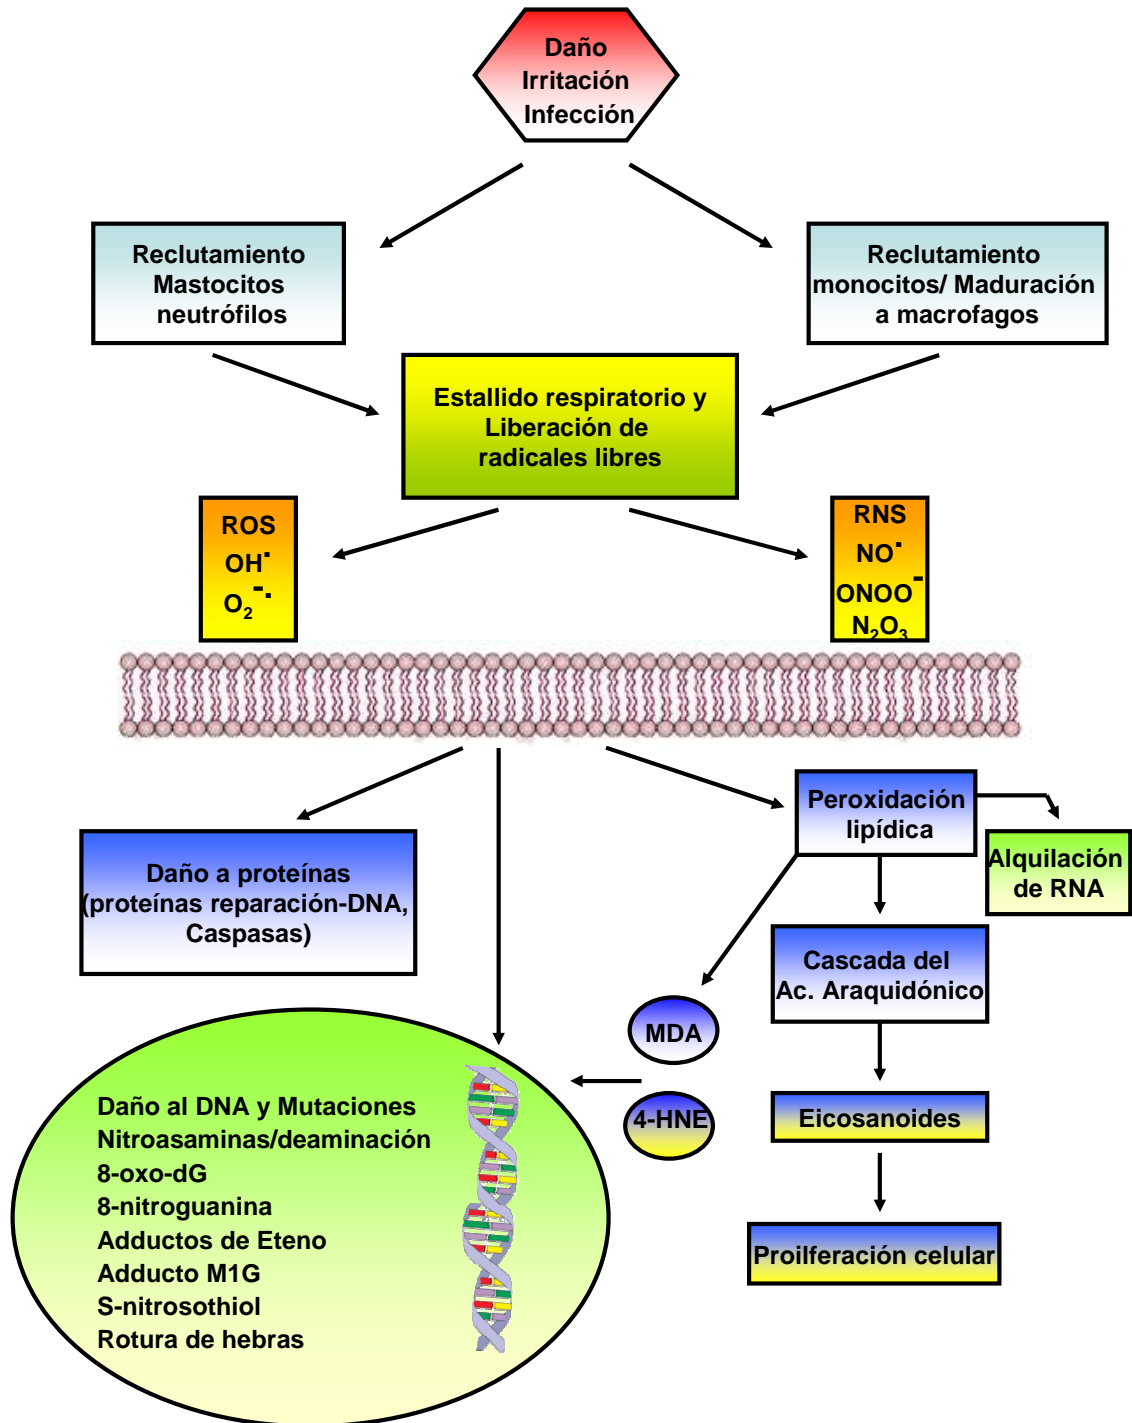 Daño
Irritación
Infección
Reclutamiento
Mastocitos
neutrófilos
Reclutamiento
monocitos/ Maduración
a macrofagos
Estallido respiratorio y
Liberación de
radicales libres
ROS
OH˙
O₂⁻˙
RNS
NO˙
ONOO⁻
N₂O₃
Peroxidación
lipídica
Alquilación
de RNA
Daño a proteínas
(proteínas reparación-DNA,
Caspasas)
Cascada del
Ac. Araquidónico
MDA
4-HNE
Eicosanoides
Proilferación celular
Daño al DNA y Mutaciones
Nitroasaminas/deaminación
8-oxo-dG
8-nitroguanina
Adductos de Eteno
Adducto M1G
S-nitrosothiol
Rotura de hebras